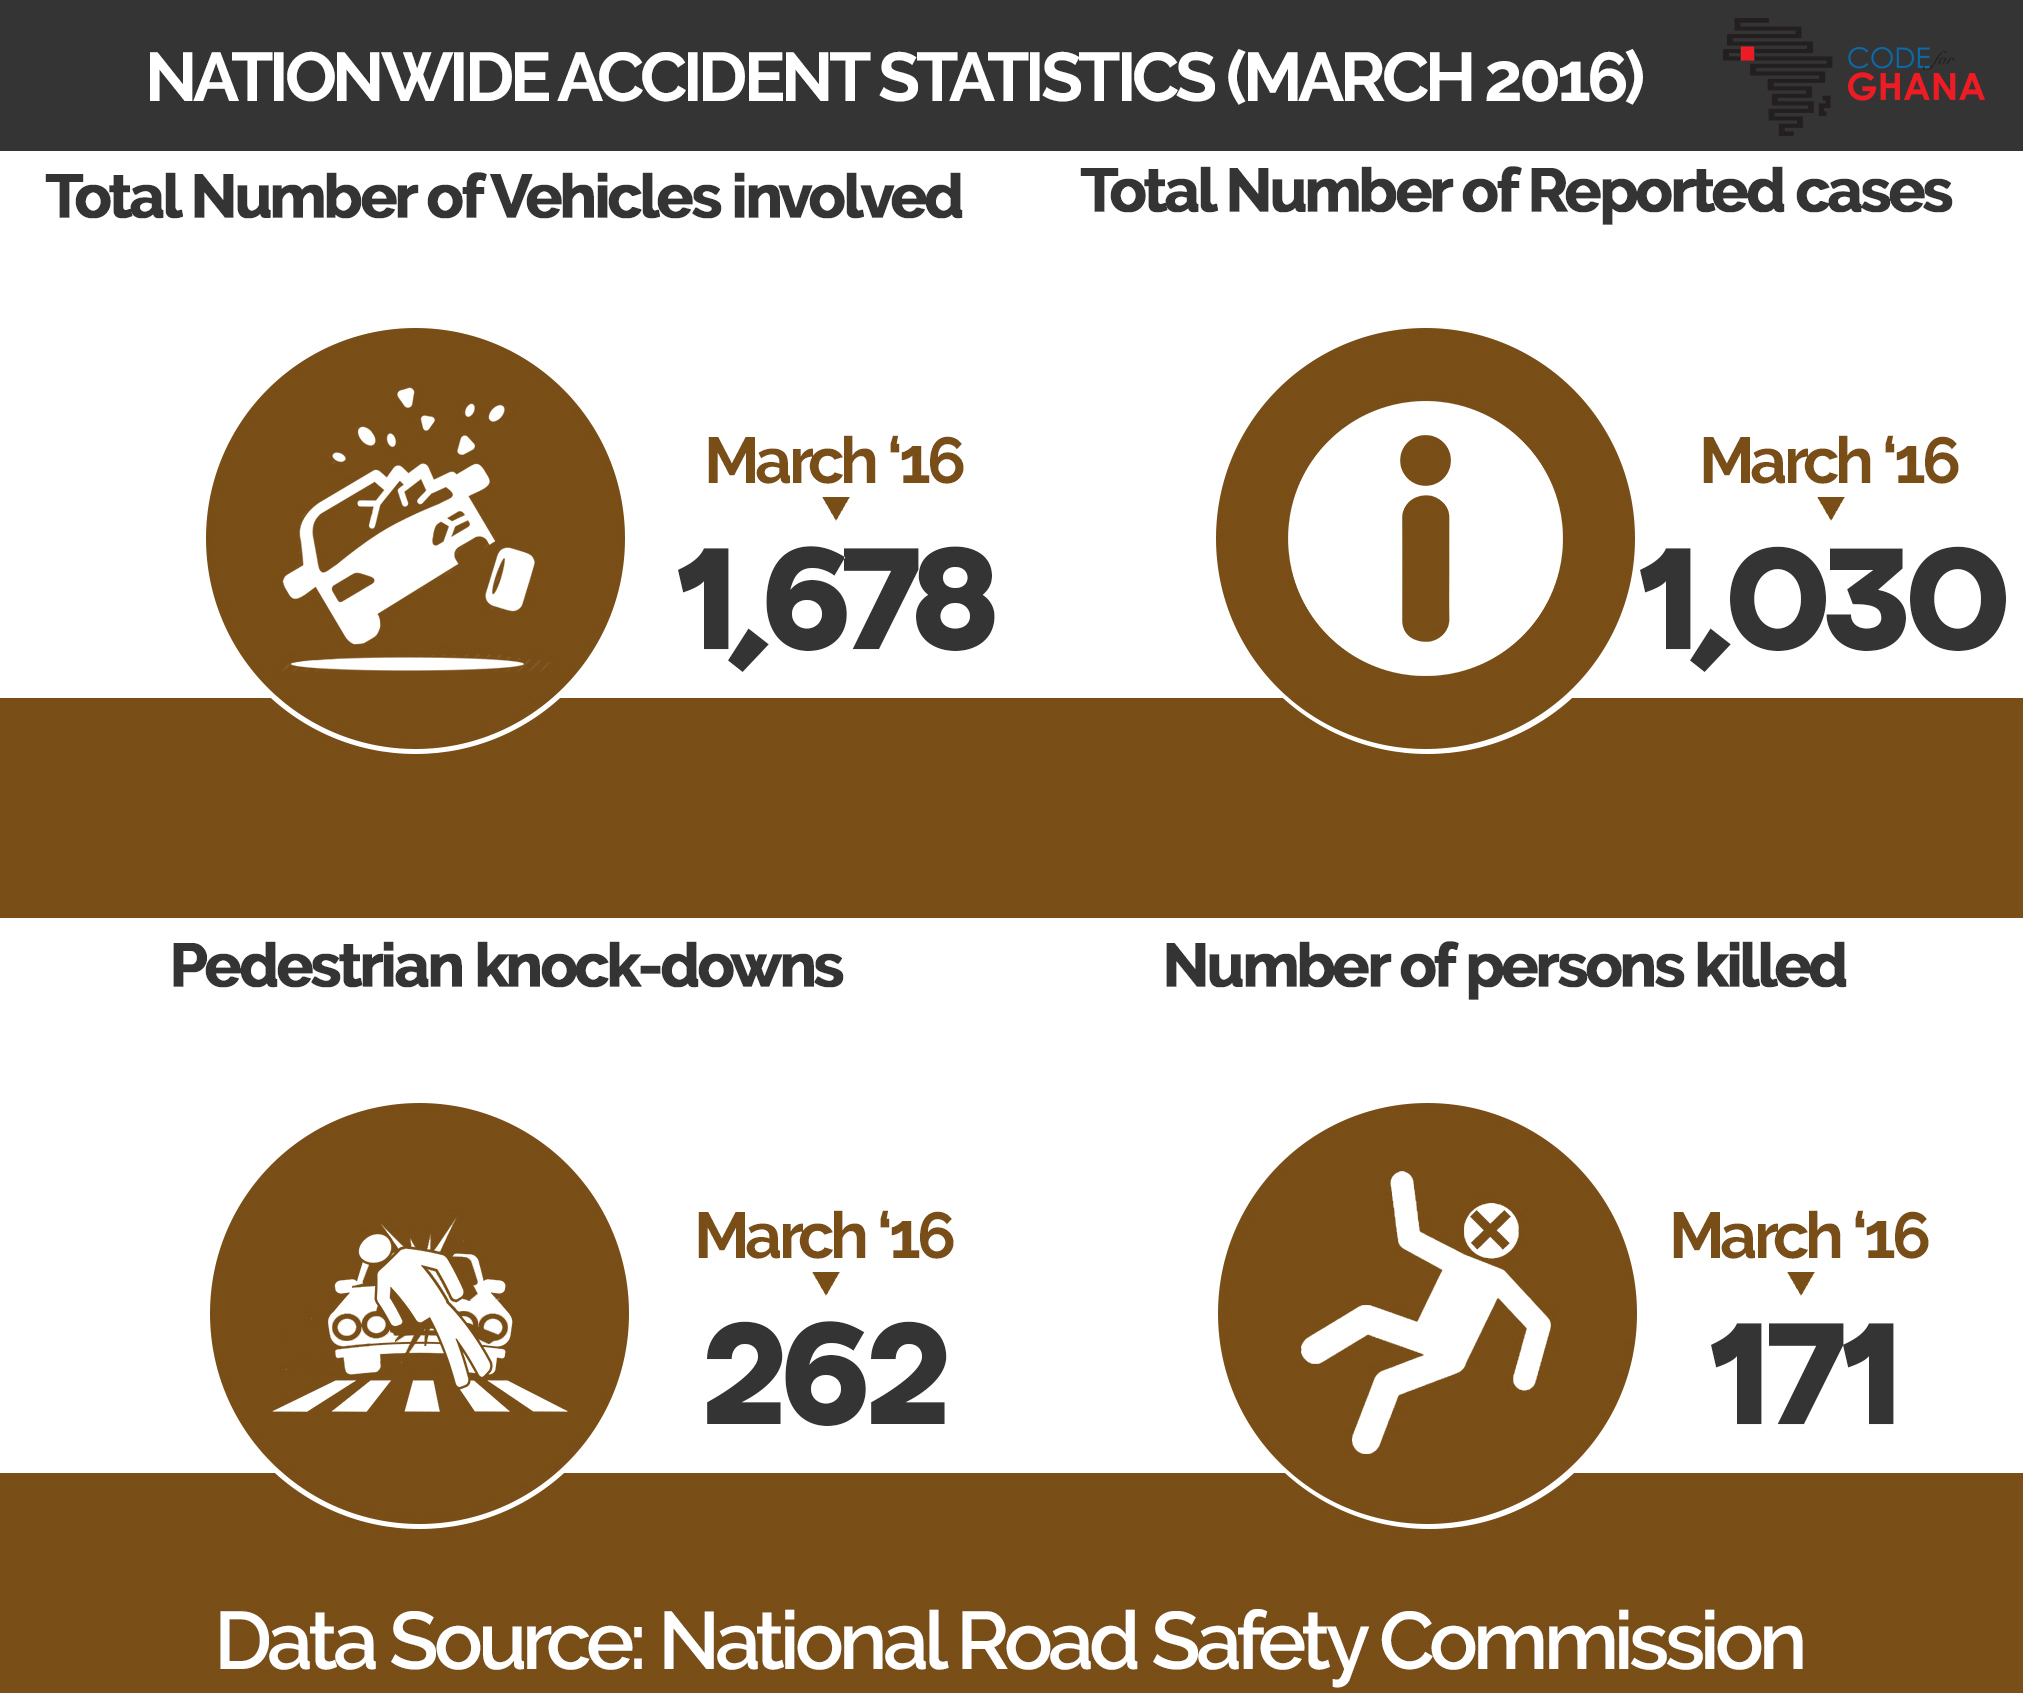 NATIONWIDE ACCIDENT STATISTICS (MARCH 2016)
CODE for
GHANA
Total Number of Vehicles involved
Total Number of Reported cases
March ‘16
1,678
March ‘16
1,030
Pedestrian knock-downs
Number of persons killed
March ‘16
262
March ‘16
171
Data Source: National Road Safety Commission